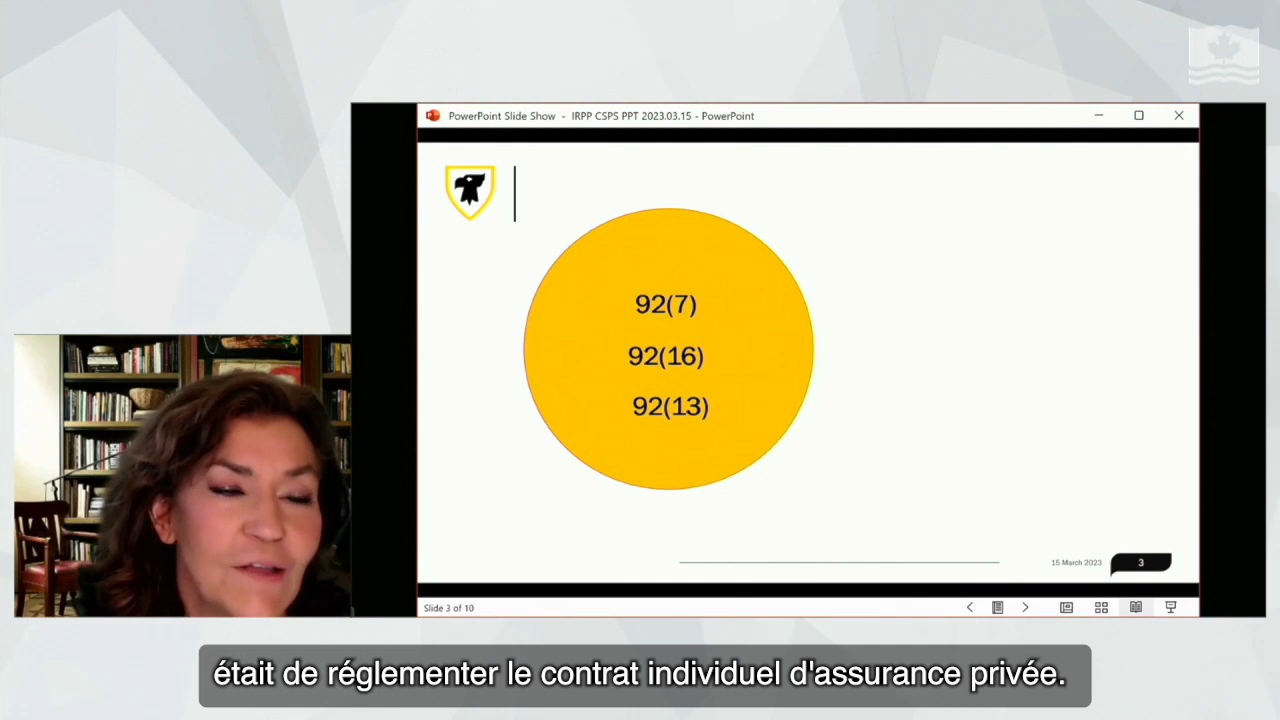 PowerPoint Slide Show - IRPP CSPS PPT 2023.03.15 - PowerPoint
92(7)
92(16)
92(13)
15 March 2023
3
Slide 3 of 10
était de réglementer le contrat individuel d'assurance privée.